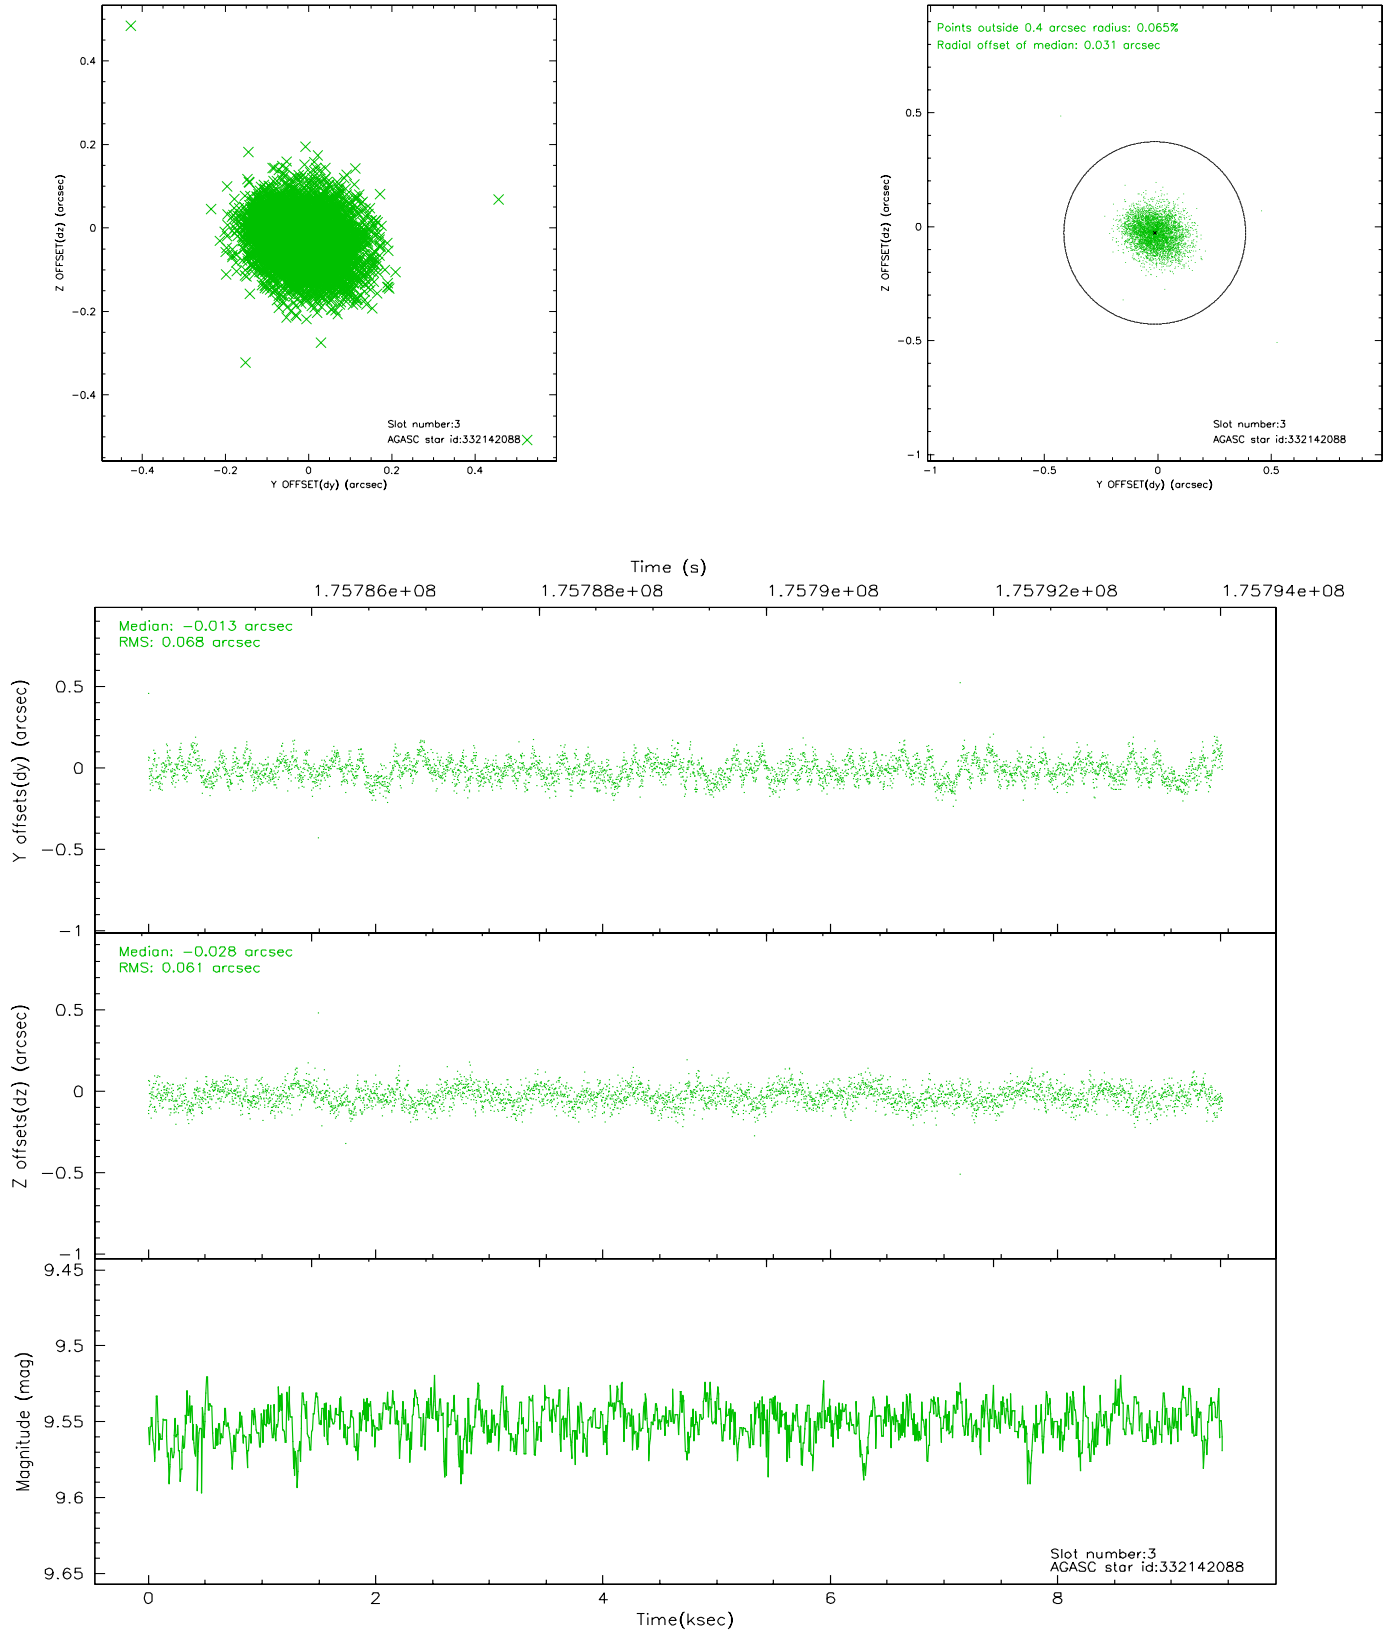 0.4
0.2
0
-0.2
-0.4
Z OFFSET(dz) (arcsec)
Slot number:3
AGASC star id:332142088
-0.4
-0.2
0
0.2
0.4
Y OFFSET(dy) (arcsec)
Points outside 0.4 arcsec radius: 0.065%
Radial offset of median: 0.031 arcsec
0.5
0
-0.5
-1
Z OFFSET(dz) (arcsec)
Slot number:3
AGASC star id:332142088
-1
-0.5
0
0.5
Y OFFSET(dy) (arcsec)
Time (s)
1.75786e+08
1.75788e+08
1.7579e+08
1.75792e+08
1.75794e+08
Median: -0.013 arcsec
RMS: 0.068 arcsec
0.5
0
-0.5
-1
Y offsets(dy) (arcsec)
Median: -0.028 arcsec
RMS: 0.061 arcsec
0.5
0
-0.5
-1
Z offsets(dz) (arcsec)
9.45
9.5
9.55
9.6
9.65
Magnitude (mag)
Slot number:3
AGASC star id:332142088
0
2
4
6
8
Time(ksec)